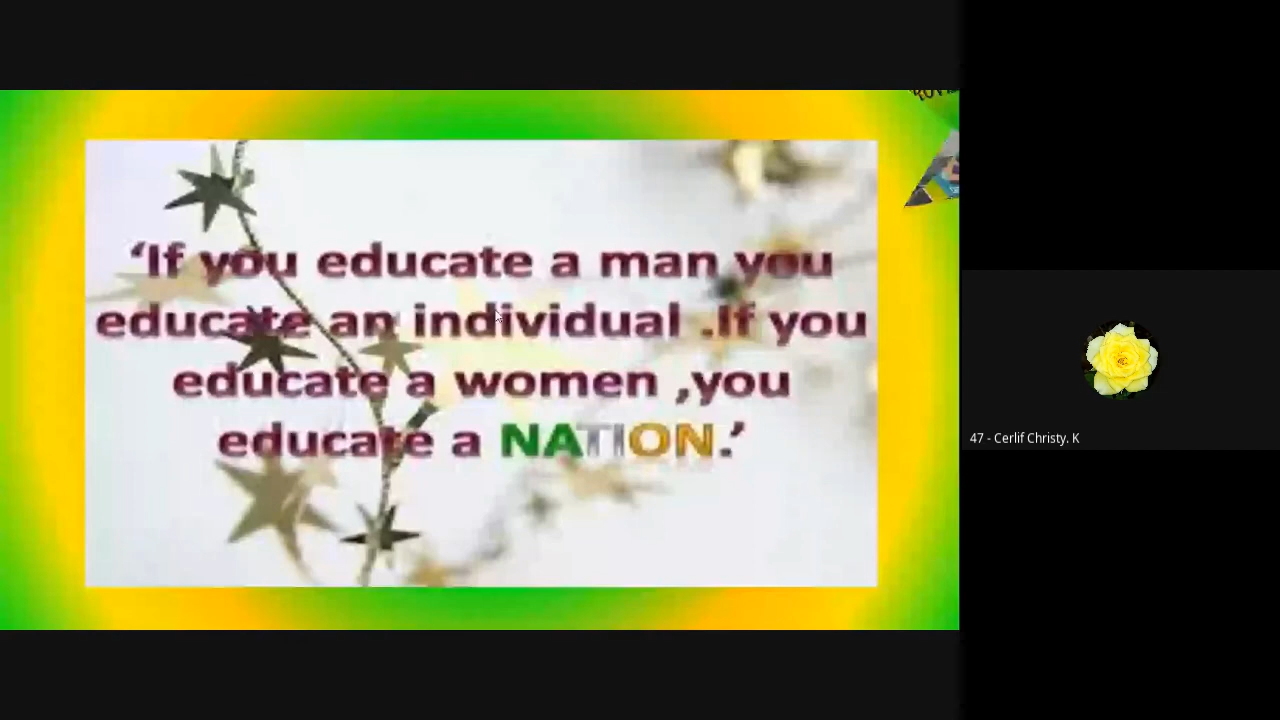 ‘If you educate a man you
educate an individual .If you
educate a women ,you
educate a NATION.’
47 - Cerlif Christy. K